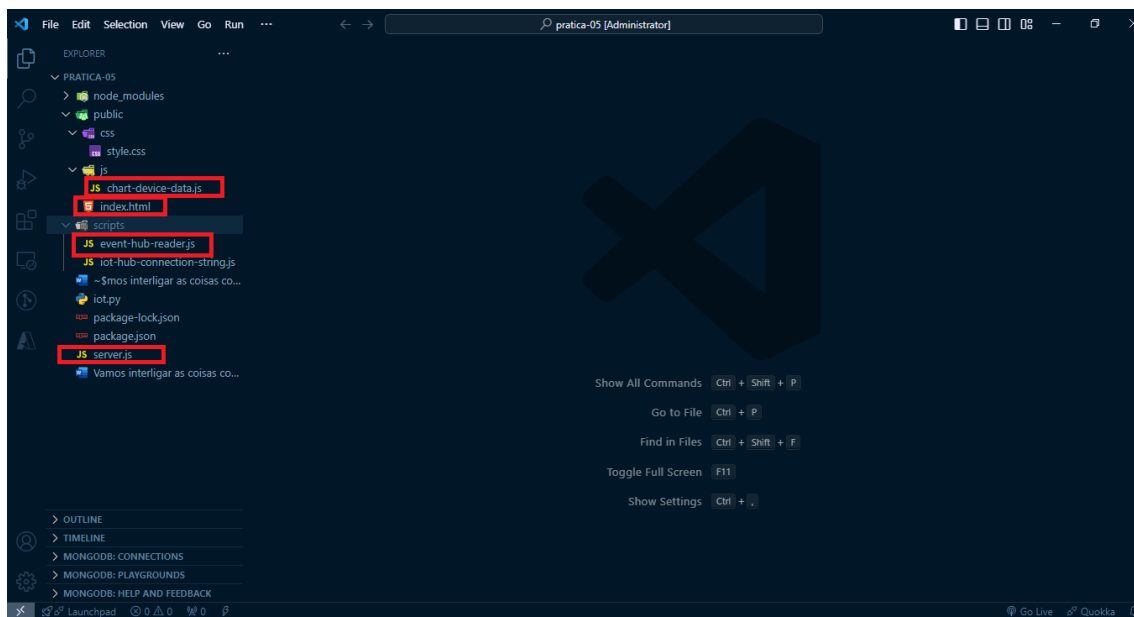 File Edit Selection View Go Run ···
pratica-05 [Administrator]
EXPLORER ···
PRATICA-05
node_modules
public
css
style.css
js
JS chart-device-data.js
index.html
scripts
JS event-hub-reader.js
JS iot-hub-connection-string.js
~$mos interligar as coisas co...
iot.py
package-lock.json
package.json
JS server.js
Vamos interligar as coisas co...
Show All Commands Ctrl + Shift + P
Go to File Ctrl + P
Find in Files Ctrl + Shift + F
Toggle Full Screen F11
Show Settings Ctrl + ,
OUTLINE
TIMELINE
MONGODB: CONNECTIONS
MONGODB: PLAYGROUNDS
MONGODB: HELP AND FEEDBACK
Launchpad 0 0 0 Go Live Quokka